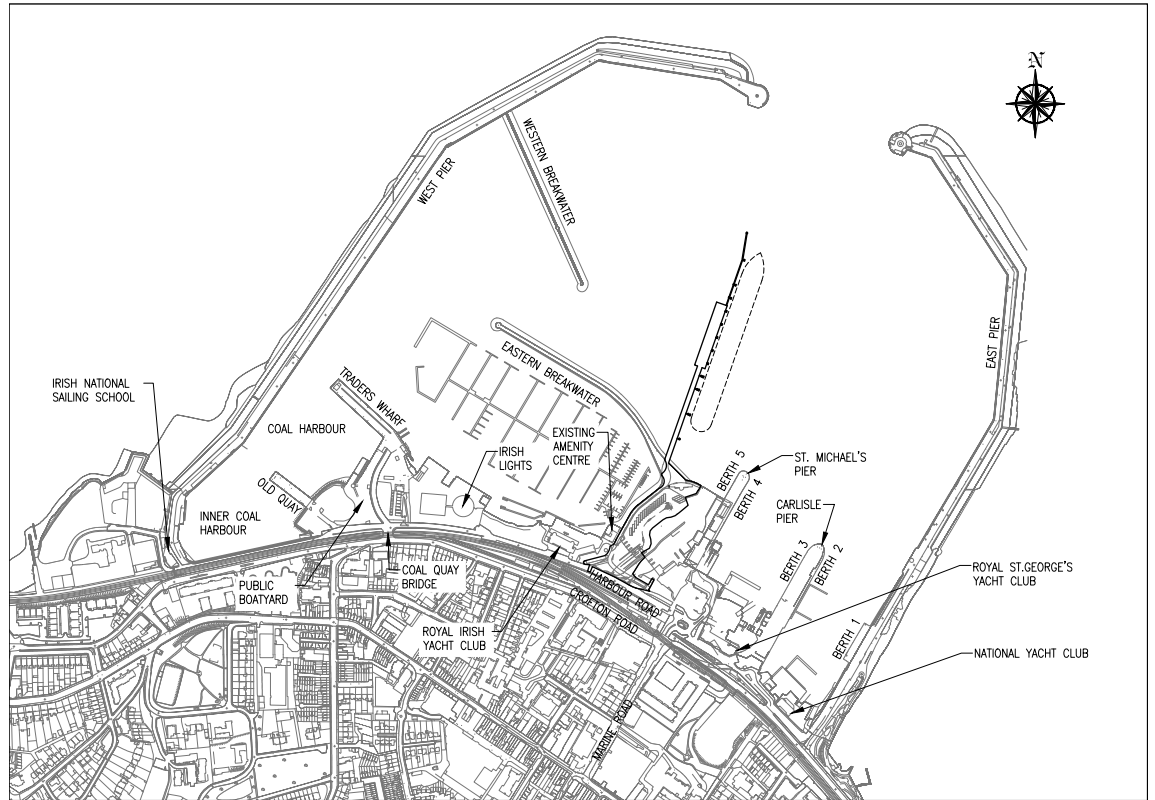 N
WESTERN BREAKWATER
WEST PIER
EAST PIER
EASTERN BREAKWATER
TRADERS WHARF
IRISH NATIONAL
SAILING SCHOOL
COAL HARBOUR
EXISTING
AMENITY
CENTRE
IRISH
LIGHTS
BERTH 5
BERTH 4
ST. MICHAEL'S
PIER
OLD QUAY
CARLISLE
PIER
INNER COAL
HARBOUR
BERTH 3
BERTH 2
COAL QUAY
BRIDGE
ROYAL ST.GEORGE'S
YACHT CLUB
PUBLIC
BOATYARD
HARBOUR ROAD
CROFTON ROAD
ROYAL IRISH
YACHT CLUB
BERTH 1
NATIONAL YACHT CLUB
MARINE ROAD